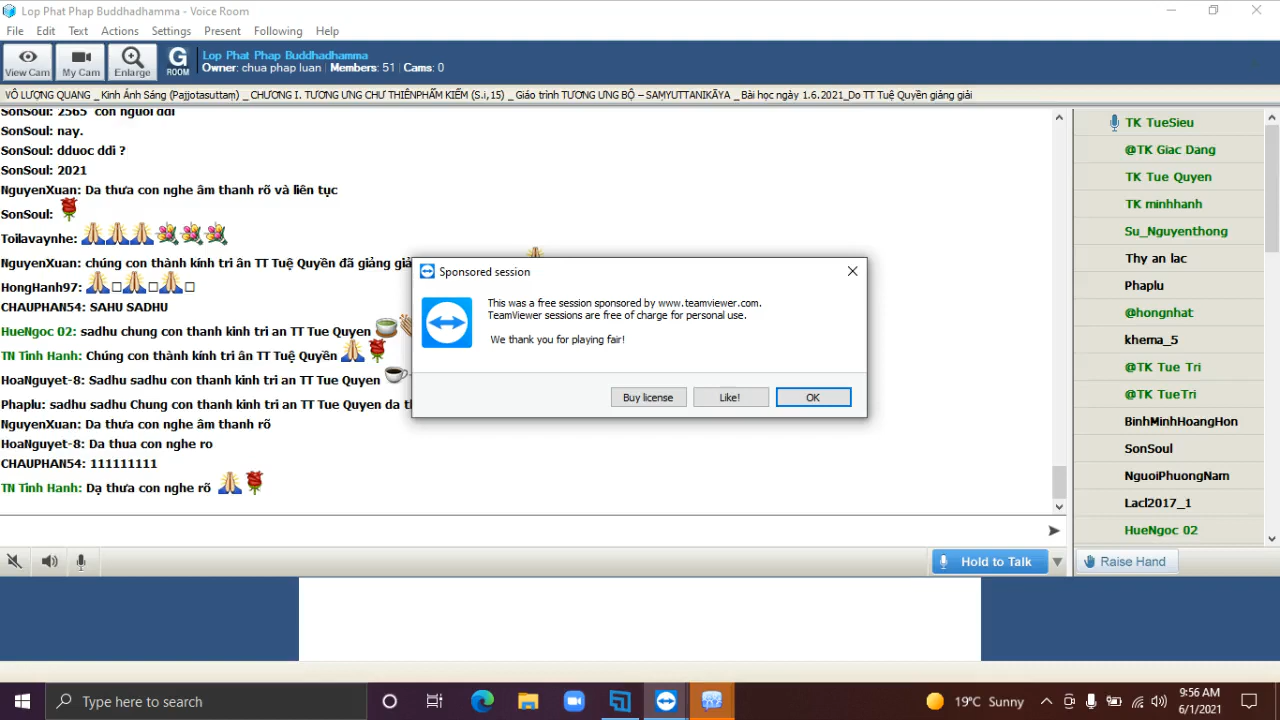 Lop Phat Phap Buddhadhamma - Voice Room
File Edit Text Actions Settings Present Following Help
View Cam My Cam Enlarge G ROOM
Lop Phat Phap Buddhadhamma
Owner: chua phap luan | Members: 51 | Cams: 0
VÔ LƯỢNG QUANG _ Kinh Ánh Sáng (Pajjotasuttam) _ CHƯƠNG I. TƯƠNG ƯNG CHƯ THIÊNPHẨM KIẾM (S.i,15) _ Giáo trình TƯƠNG ƯNG BỘ – SAṂYUTTANIKĀYA _ Bài học ngày 1.6.2021_Do TT Tuệ Quyền giảng giải
SonSoul: 2565 con nguoi ddi
SonSoul: nay.
SonSoul: dduoc ddi ?
SonSoul: 2021
NguyenXuan: Da thưa con nghe âm thanh rõ và liên tục
SonSoul:
Toilavaynhe:
NguyenXuan: chúng con thành kính tri ân TT Tuệ Quyền đã giảng giả
HongHanh97:
CHAUPHAN54: SAHU SADHU
HueNgoc 02: sadhu chung con thanh kinh tri an TT Tue Quyen
TN Tinh Hanh: Chúng con thành kính tri ân TT Tuệ Quyền
HoaNguyet-8: Sadhu sadhu con thanh kinh tri an TT Tue Quyen
Phaplu: sadhu sadhu Chung con thanh kinh tri an TT Tue Quyen da th
NguyenXuan: Da thưa con nghe âm thanh rõ
HoaNguyet-8: Da thua con nghe ro
CHAUPHAN54: 111111111
TN Tinh Hanh: Dạ thưa con nghe rõ
Sponsored session
This was a free session sponsored by www.teamviewer.com.
TeamViewer sessions are free of charge for personal use.
We thank you for playing fair!
Buy license Like! OK
TK TueSieu
@TK Giac Dang
TK Tue Quyen
TK minhhanh
Su_Nguyenthong
Thy an lac
Phaplu
@hongnhat
khema_5
@TK Tue Tri
@TK TueTri
BinhMinhHoangHon
SonSoul
NguoiPhuongNam
Lacl2017_1
HueNgoc 02
Hold to Talk
Raise Hand
Type here to search
19°C Sunny
9:56 AM
6/1/2021